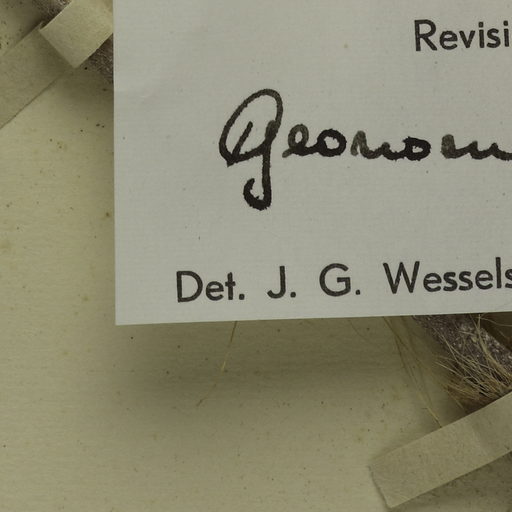 Revisi
Geonom
Det. J. G. Wessels